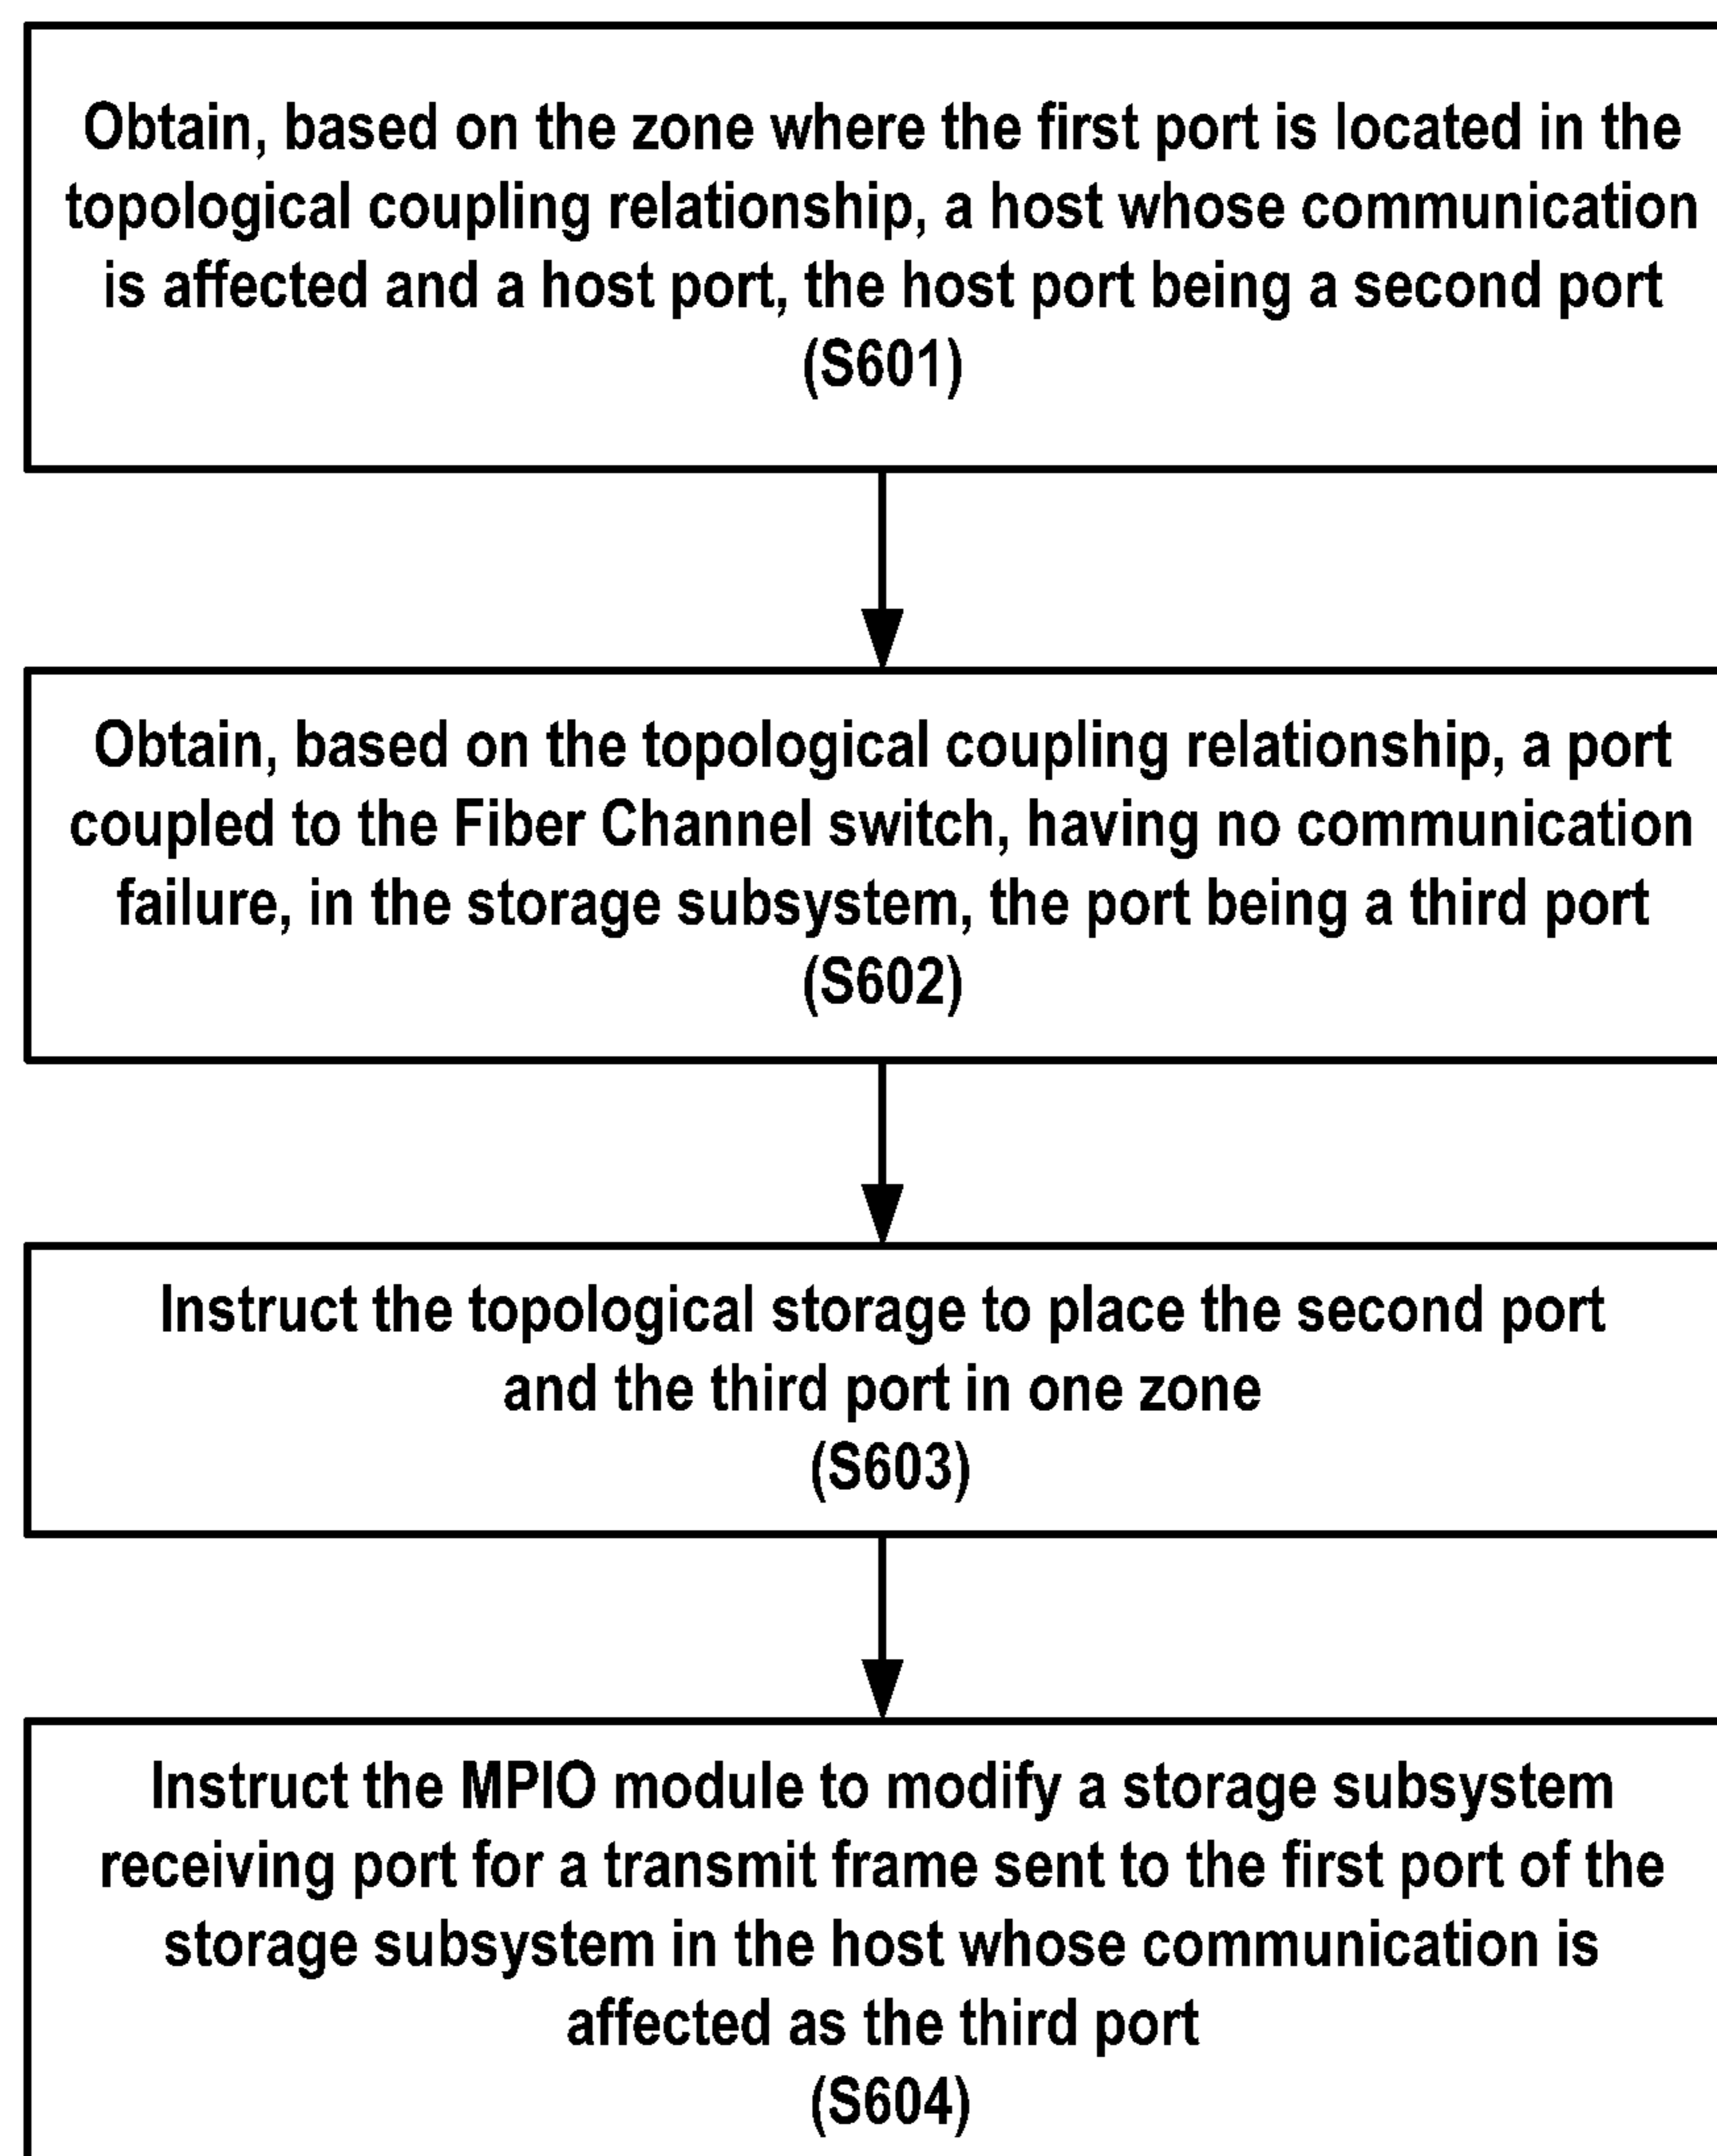 Obtain, based on the zone where the first port is located in the
topological coupling relationship, a host whose communication
is affected and a host port, the host port being a second port
(S601)
Obtain, based on the topological coupling relationship, a port
coupled to the Fiber Channel switch, having no communication
failure, in the storage subsystem, the port being a third port
(S602)
Instruct the topological storage to place the second port
and the third port in one zone
(S603)
Instruct the MPIO module to modify a storage subsystem
receiving port for a transmit frame sent to the first port of the
storage subsystem in the host whose communication is
affected as the third port
(S604)